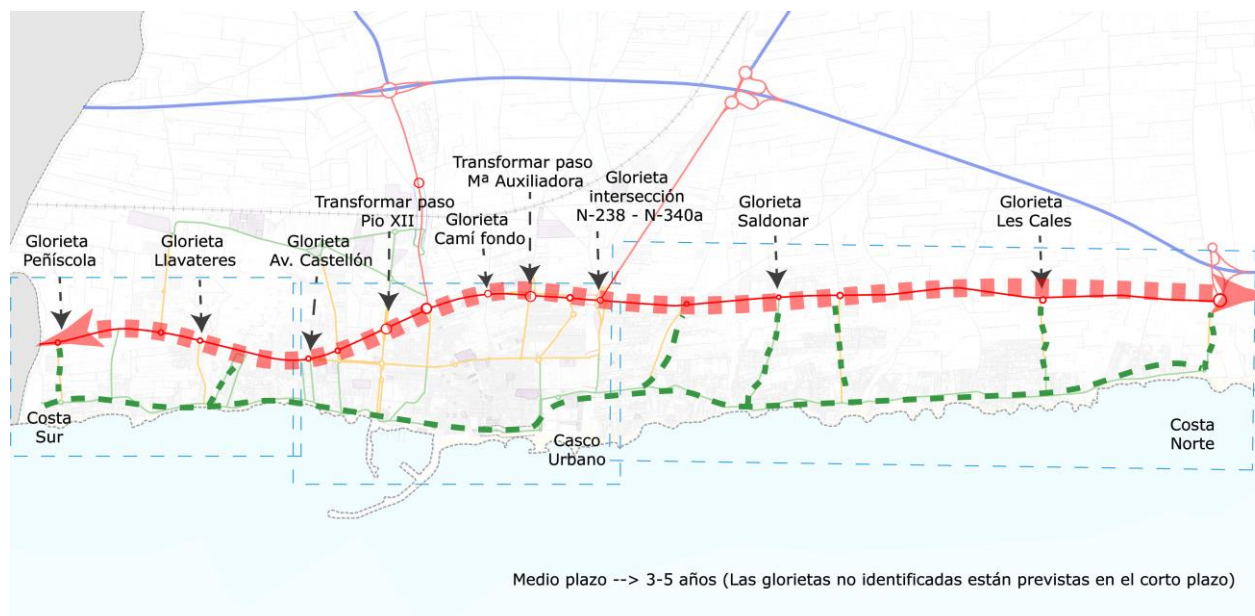 Glorieta
Peñíscola
Glorieta
Llavateres
Glorieta
Av. Castellón
Transformar paso
Pio XII
Glorieta
Camí fondo
Transformar paso
Mª Auxiliadora
Glorieta
intersección
N-238 - N-340a
Glorieta
Saldonar
Glorieta
Les Cales
Costa
Sur
Casco
Urbano
Costa
Norte
Medio plazo --> 3-5 años (Las glorietas no identificadas están previstas en el corto plazo)